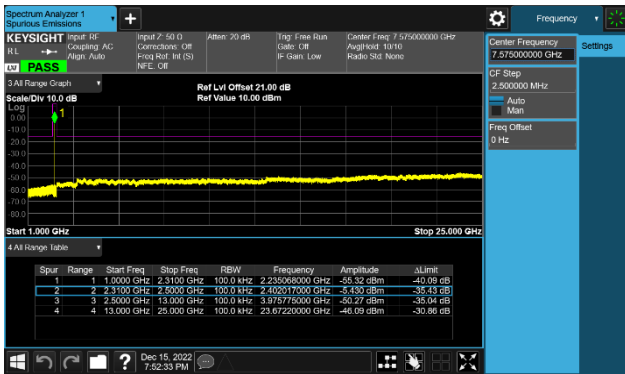 Spectrum Analyzer 1
Spurious Emissions
Frequency
KEYSIGHT
RL
Input: RF
Coupling: AC
Align: Auto
Input Z: 50 Ω
Corrections: Off
Freq Ref: Int (S)
NFE: Off
Atten: 20 dB
Trig: Free Run
Gate: Off
IF Gain: Low
Center Freq: 7.575000000 GHz
Avg|Hold: 10/10
Radio Std: None
LXI PASS
3 All Range Graph
Scale/Div 10.0 dB
Ref Lvl Offset 21.00 dB
Ref Value 10.00 dBm
Log
1
0.00
-10.0
-20.0
-30.0
-40.0
-50.0
-60.0
-70.0
-80.0
Start 1.000 GHz
Stop 25.000 GHz
4 All Range Table
Spur Range Start Freq Stop Freq RBW Frequency Amplitude ΔLimit
1 1 1.0000 GHz 2.3100 GHz 100.0 kHz 2.235068000 GHz -55.32 dBm -40.09 dB
2 2 2.3100 GHz 2.5000 GHz 100.0 kHz 2.402017000 GHz -5.430 dBm -35.43 dB
3 3 2.5000 GHz 13.000 GHz 100.0 kHz 3.975775000 GHz -50.27 dBm -35.04 dB
4 4 13.000 GHz 25.000 GHz 100.0 kHz 23.67220000 GHz -46.09 dBm -30.86 dB
Center Frequency
7.575000000 GHz
Settings
CF Step
2.500000 MHz
Auto
Man
Freq Offset
0 Hz
?
Dec 15, 2022
7:52:33 PM